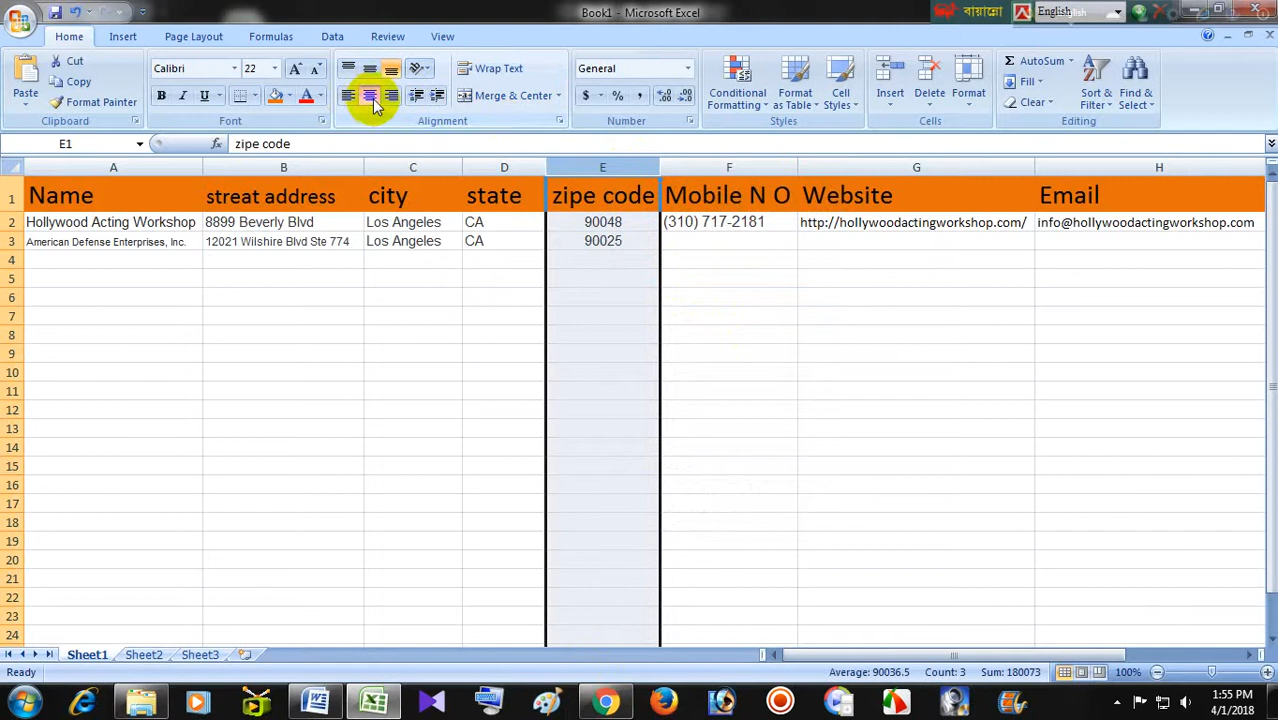 Book1 - Microsoft Excel
বায়ান্নো English
Home Insert Page Layout Formulas Data Review View
Paste Cut Copy Format Painter Clipboard
Calibri 22 Font
Wrap Text Merge & Center Alignment
General $ % , Number
Conditional Formatting Format as Table Cell Styles Styles
Insert Delete Format Cells
Σ AutoSum Fill Clear Sort & Filter Find & Select Editing
E1 fx zipe code
A B C D E F G H
1 Name streat address city state zipe code Mobile N O Website Email
2 Hollywood Acting Workshop 8899 Beverly Blvd Los Angeles CA 90048 (310) 717-2181 http://hollywoodactingworkshop.com/ info@hollywoodactingworkshop.com
3 American Defense Enterprises, Inc. 12021 Wilshire Blvd Ste 774 Los Angeles CA 90025
4
5
6
7
8
9
10
11
12
13
14
15
16
17
18
19
20
21
22
23
24
Sheet1 Sheet2 Sheet3
Ready Average: 90036.5 Count: 3 Sum: 180073 100%
1:55 PM
4/1/2018